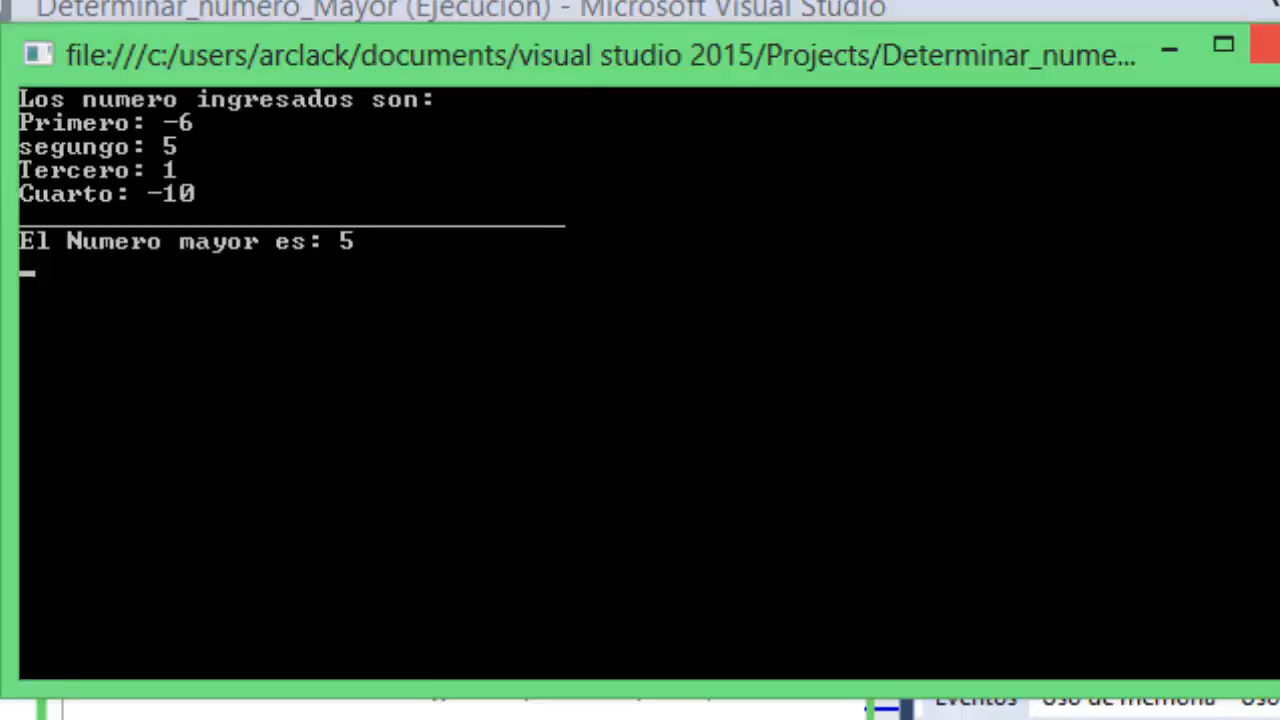 Determinar_numero_Mayor (Ejecución) - Microsoft Visual Studio
file:///c:/users/arclack/documents/visual studio 2015/Projects/Determinar_nume...
Los numero ingresados son:
Primero: -6
segungo: 5
Tercero: 1
Cuarto: -10
El Numero mayor es: 5
Eventos Uso de memoria Uso